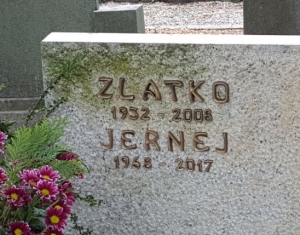 ZLATKO
1932 - 2008
JERNEJ
1968 - 2017